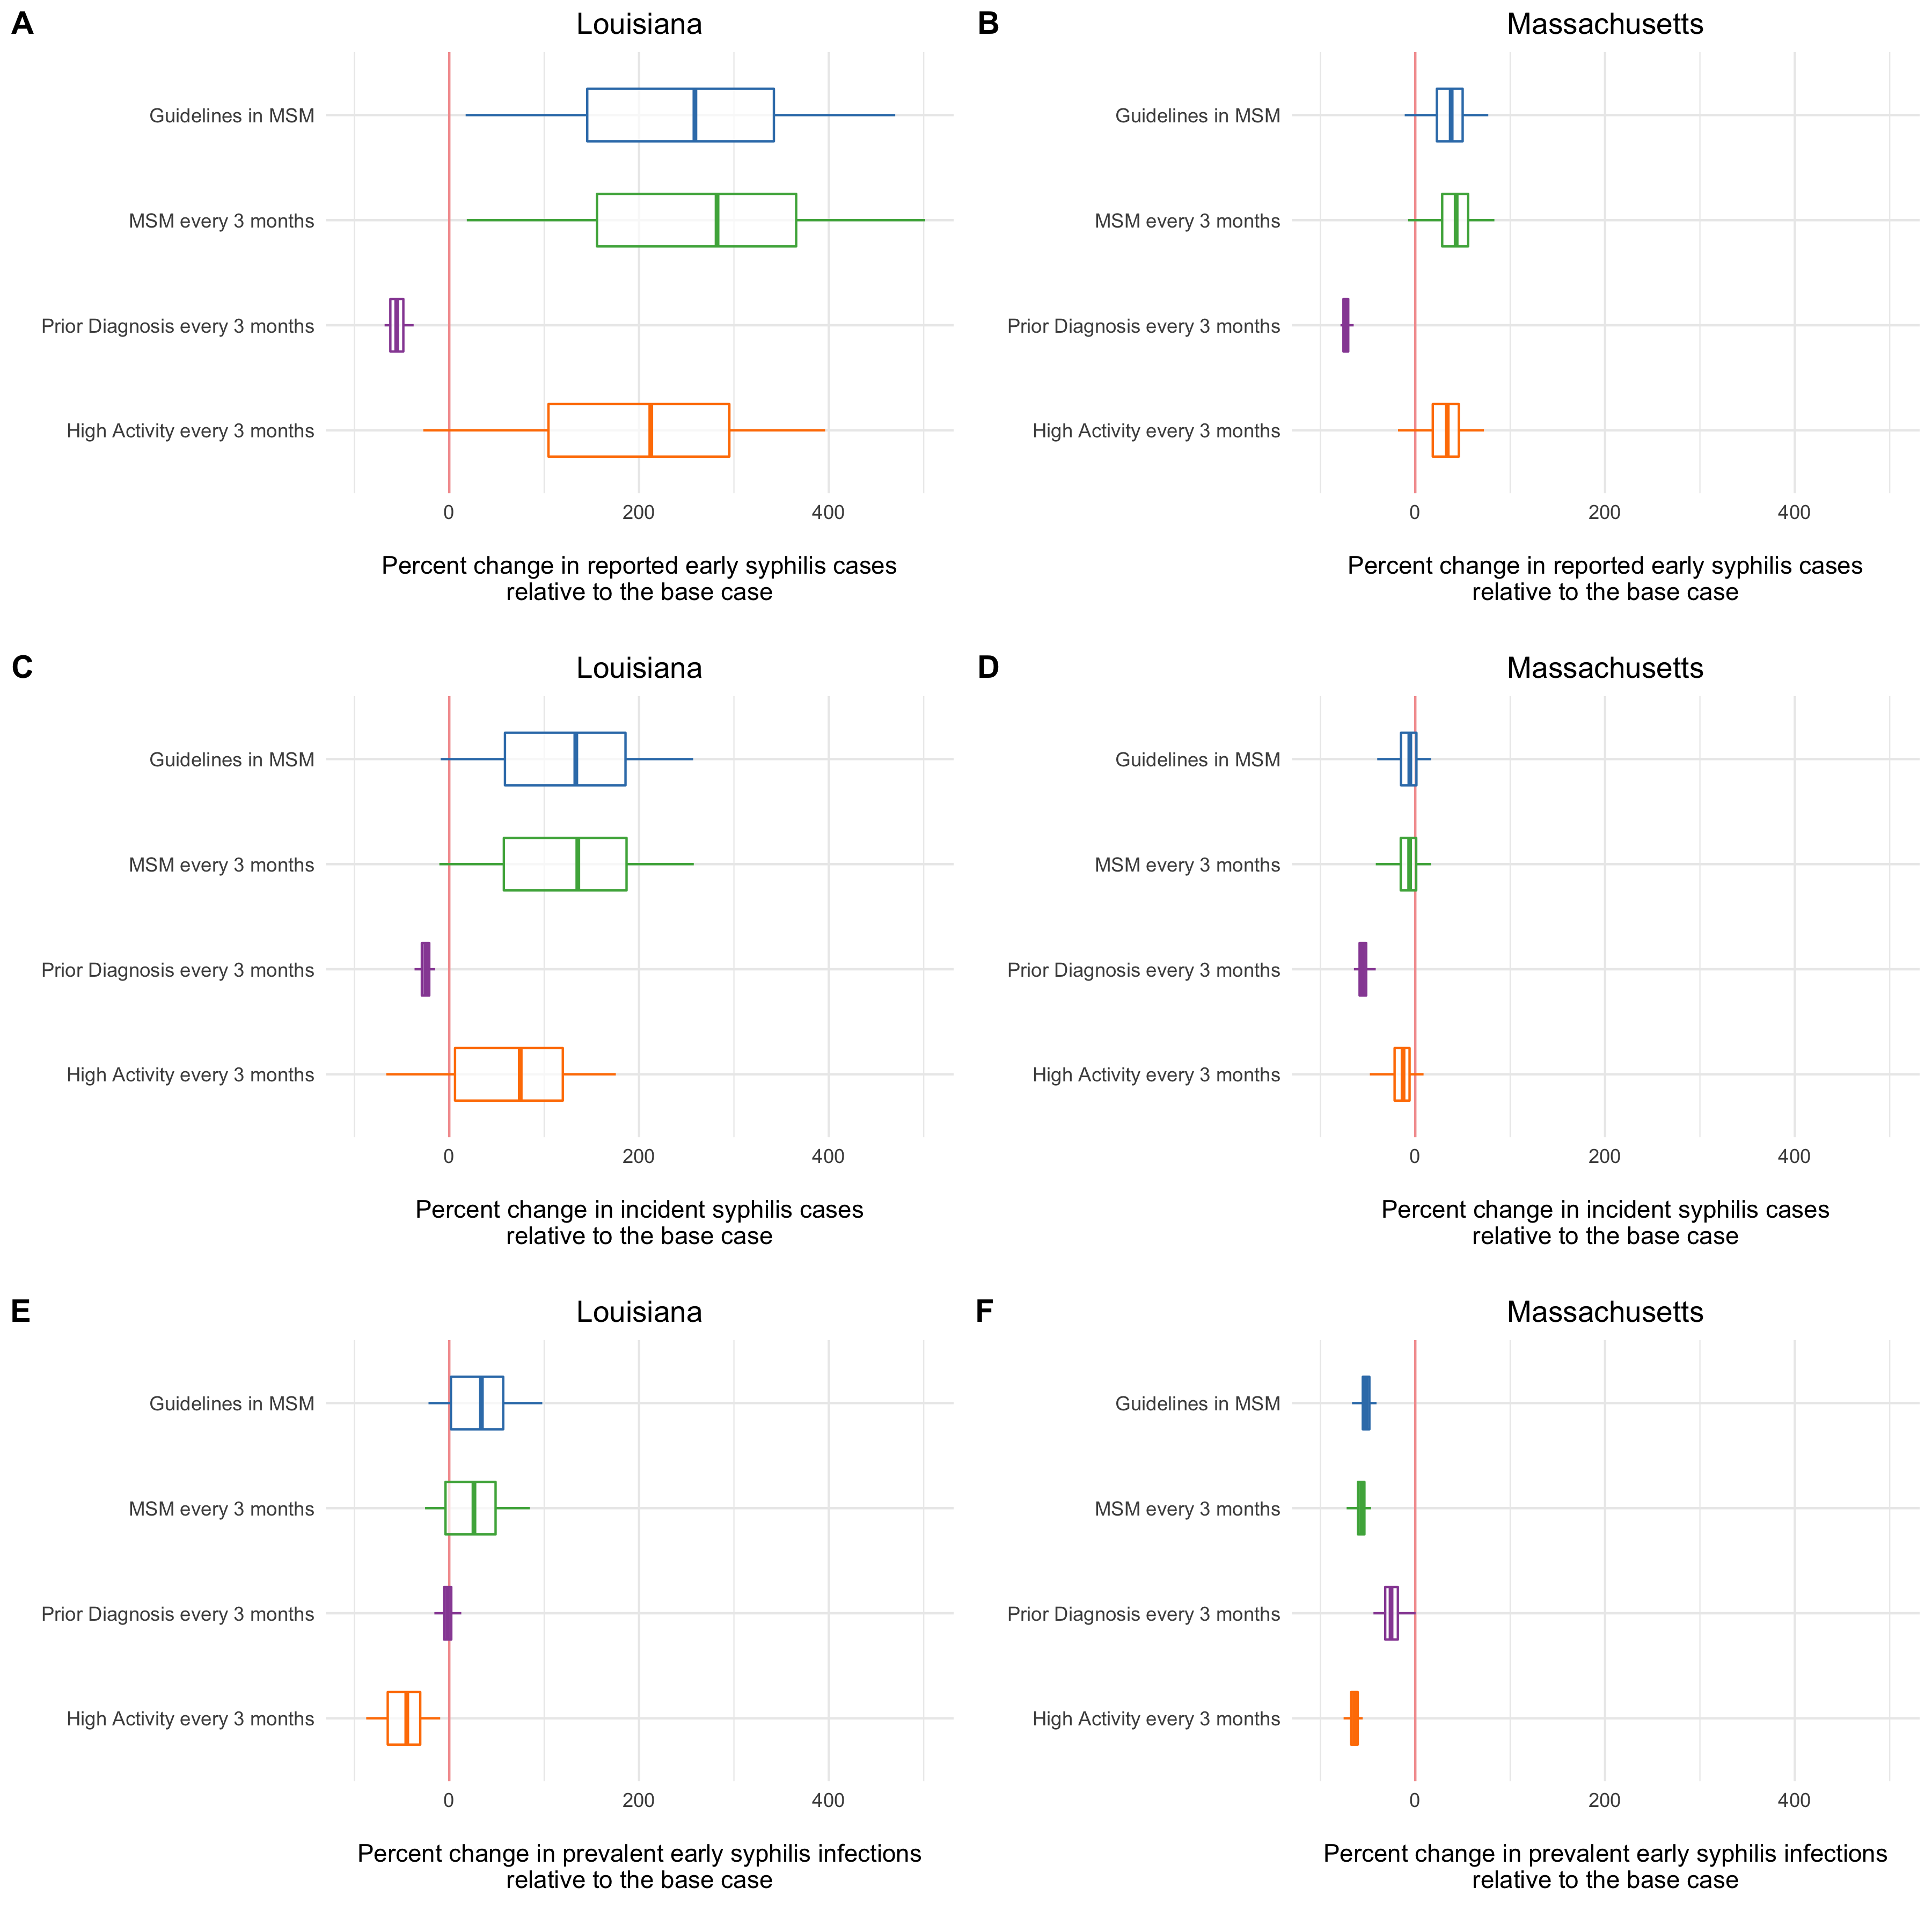 A
Louisiana
Guidelines in MSM
MSM every 3 months
Prior Diagnosis every 3 months
High Activity every 3 months
0 200 400
Percent change in reported early syphilis cases
relative to the base case
B
Massachusetts
Guidelines in MSM
MSM every 3 months
Prior Diagnosis every 3 months
High Activity every 3 months
0 200 400
Percent change in reported early syphilis cases
relative to the base case
C
Louisiana
Guidelines in MSM
MSM every 3 months
Prior Diagnosis every 3 months
High Activity every 3 months
0 200 400
Percent change in incident syphilis cases
relative to the base case
D
Massachusetts
Guidelines in MSM
MSM every 3 months
Prior Diagnosis every 3 months
High Activity every 3 months
0 200 400
Percent change in incident syphilis cases
relative to the base case
E
Louisiana
Guidelines in MSM
MSM every 3 months
Prior Diagnosis every 3 months
High Activity every 3 months
0 200 400
Percent change in prevalent early syphilis infections
relative to the base case
F
Massachusetts
Guidelines in MSM
MSM every 3 months
Prior Diagnosis every 3 months
High Activity every 3 months
0 200 400
Percent change in prevalent early syphilis infections
relative to the base case